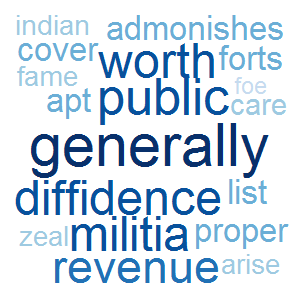 indian admonishes
cover worth forts
fame foe
apt public care
generally
diffidence list
zeal militia proper
revenue arise